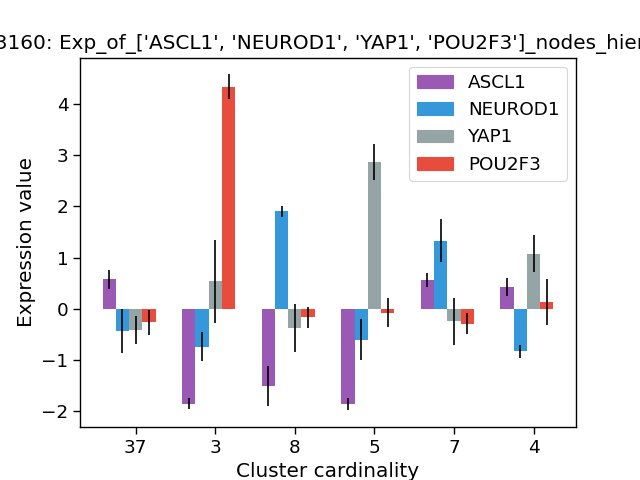 3160: Exp_of_['ASCL1', 'NEUROD1', 'YAP1', 'POU2F3']_nodes_hier
ASCL1
NEUROD1
YAP1
POU2F3
Expression value
4
3
2
1
0
−1
−2
37 3 8 5 7 4
Cluster cardinality